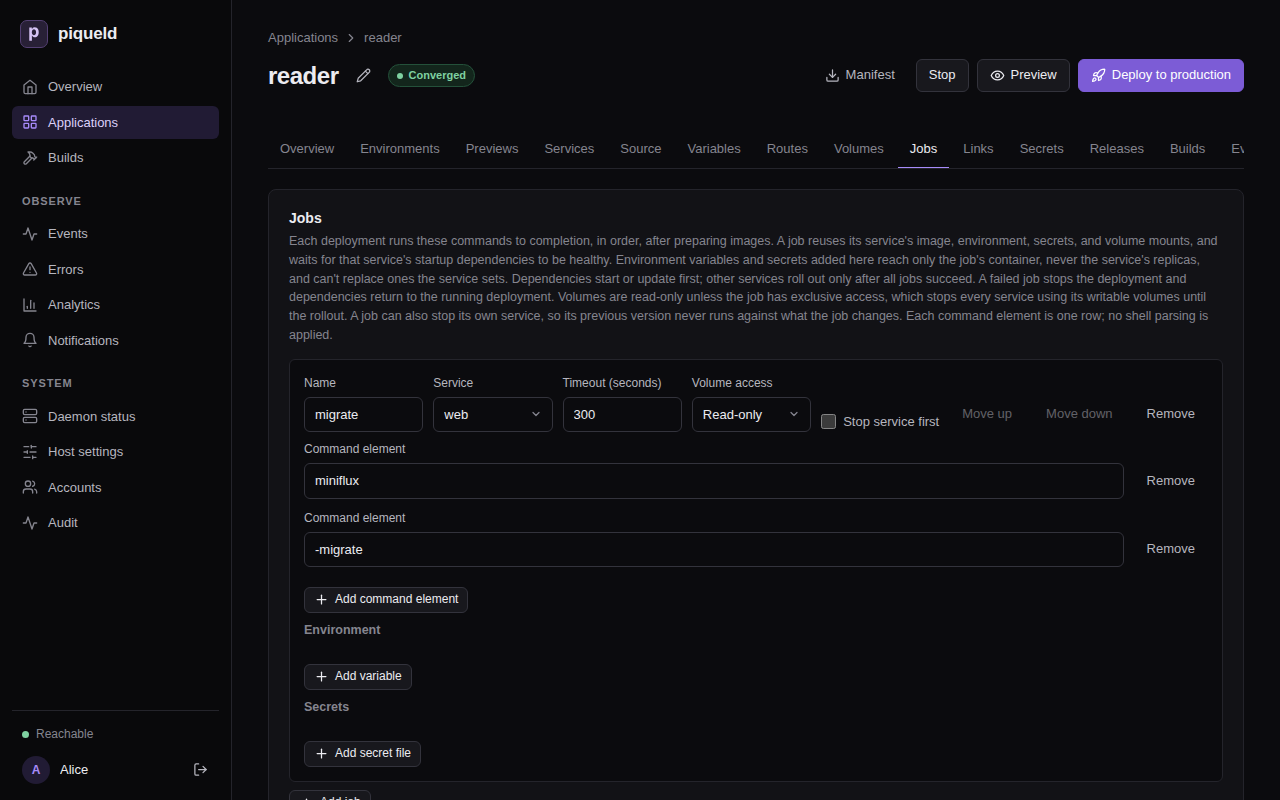 p piqueld
Overview
Applications
Builds
OBSERVE
Events
Errors
Analytics
Notifications
SYSTEM
Daemon status
Host settings
Accounts
Audit
Reachable
A Alice
Applications > reader
reader Converged Manifest Stop Preview Deploy to production
Overview Environments Previews Services Source Variables Routes Volumes Jobs Links Secrets Releases Builds Ev
Jobs
Each deployment runs these commands to completion, in order, after preparing images. A job reuses its service's image, environment, secrets, and volume mounts, and
waits for that service's startup dependencies to be healthy. Environment variables and secrets added here reach only the job's container, never the service's replicas,
and can't replace ones the service sets. Dependencies start or update first; other services roll out only after all jobs succeed. A failed job stops the deployment and
dependencies return to the running deployment. Volumes are read-only unless the job has exclusive access, which stops every service using its writable volumes until
the rollout. A job can also stop its own service, so its previous version never runs against what the job changes. Each command element is one row; no shell parsing is
applied.
Name Service Timeout (seconds) Volume access
migrate web 300 Read-only Stop service first Move up Move down Remove
Command element
miniflux Remove
Command element
-migrate Remove
Add command element
Environment
Add variable
Secrets
Add secret file
Add job